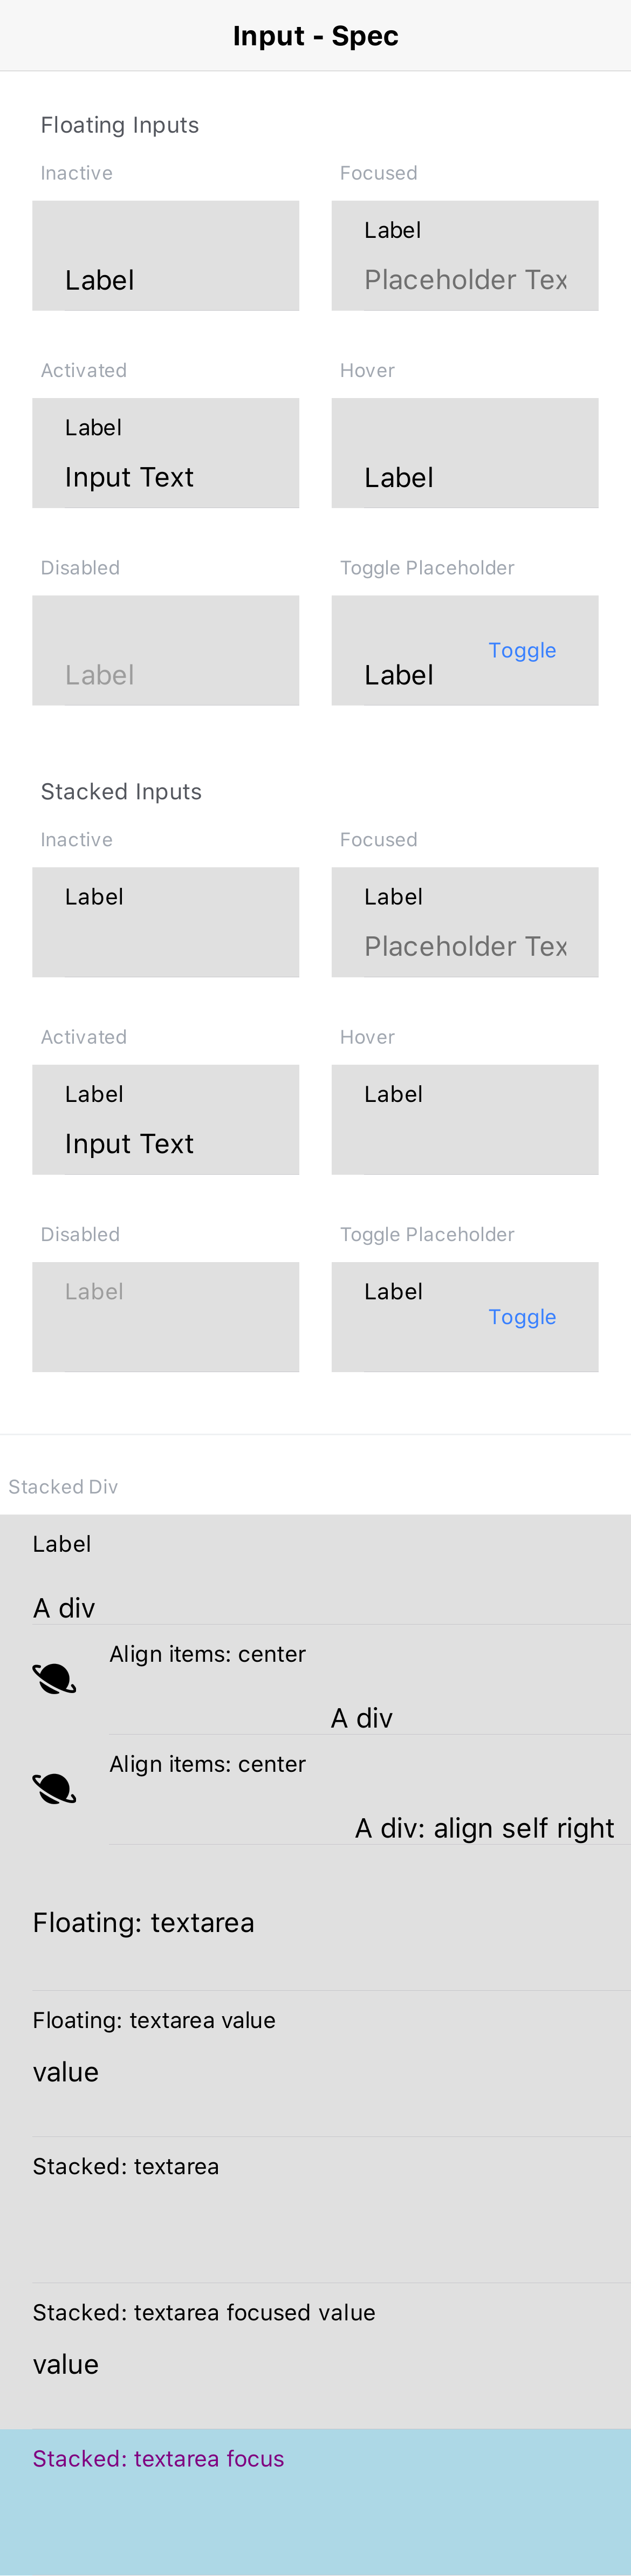 Input - Spec
Floating Inputs
Inactive
Focused
Label
Label
Placeholder Tex
Activated
Hover
Label
Input Text
Label
Disabled
Toggle Placeholder
Label
Label
Toggle
Stacked Inputs
Inactive
Focused
Label
Label
Placeholder Tex
Activated
Hover
Label
Input Text
Label
Disabled
Toggle Placeholder
Label
Label
Toggle
Stacked Div
Label
A div
Align items: center
A div
Align items: center
A div: align self right
Floating: textarea
Floating: textarea value
value
Stacked: textarea
Stacked: textarea focused value
value
Stacked: textarea focus